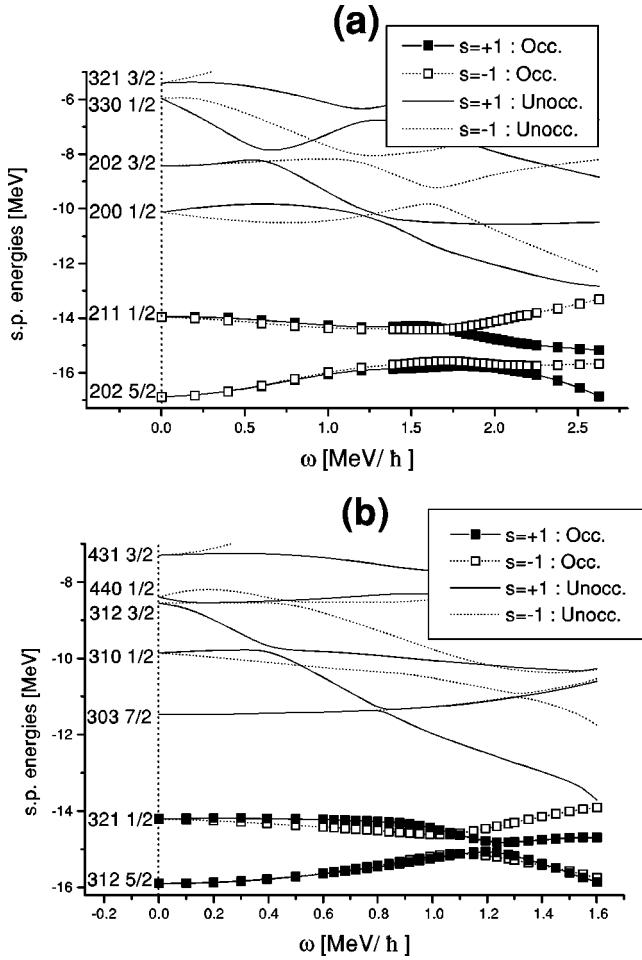 (a)
s=+1 : Occ.
s=-1 : Occ.
s=+1 : Unocc.
s=-1 : Unocc.
321 3/2
330 1/2
202 3/2
200 1/2
211 1/2
202 5/2
-6
-8
-10
-12
-14
-16
s.p. energies [MeV]
0.0 0.5 1.0 1.5 2.0 2.5
ω [MeV/ ħ ]
(b)
s=+1 : Occ.
s=-1 : Occ.
s=+1 : Unocc.
s=-1 : Unocc.
431 3/2
440 1/2
312 3/2
310 1/2
303 7/2
321 1/2
312 5/2
-8
-10
-12
-14
-16
s.p. energies [MeV]
-0.2 0.0 0.2 0.4 0.6 0.8 1.0 1.2 1.4 1.6
ω [MeV/ ħ ]